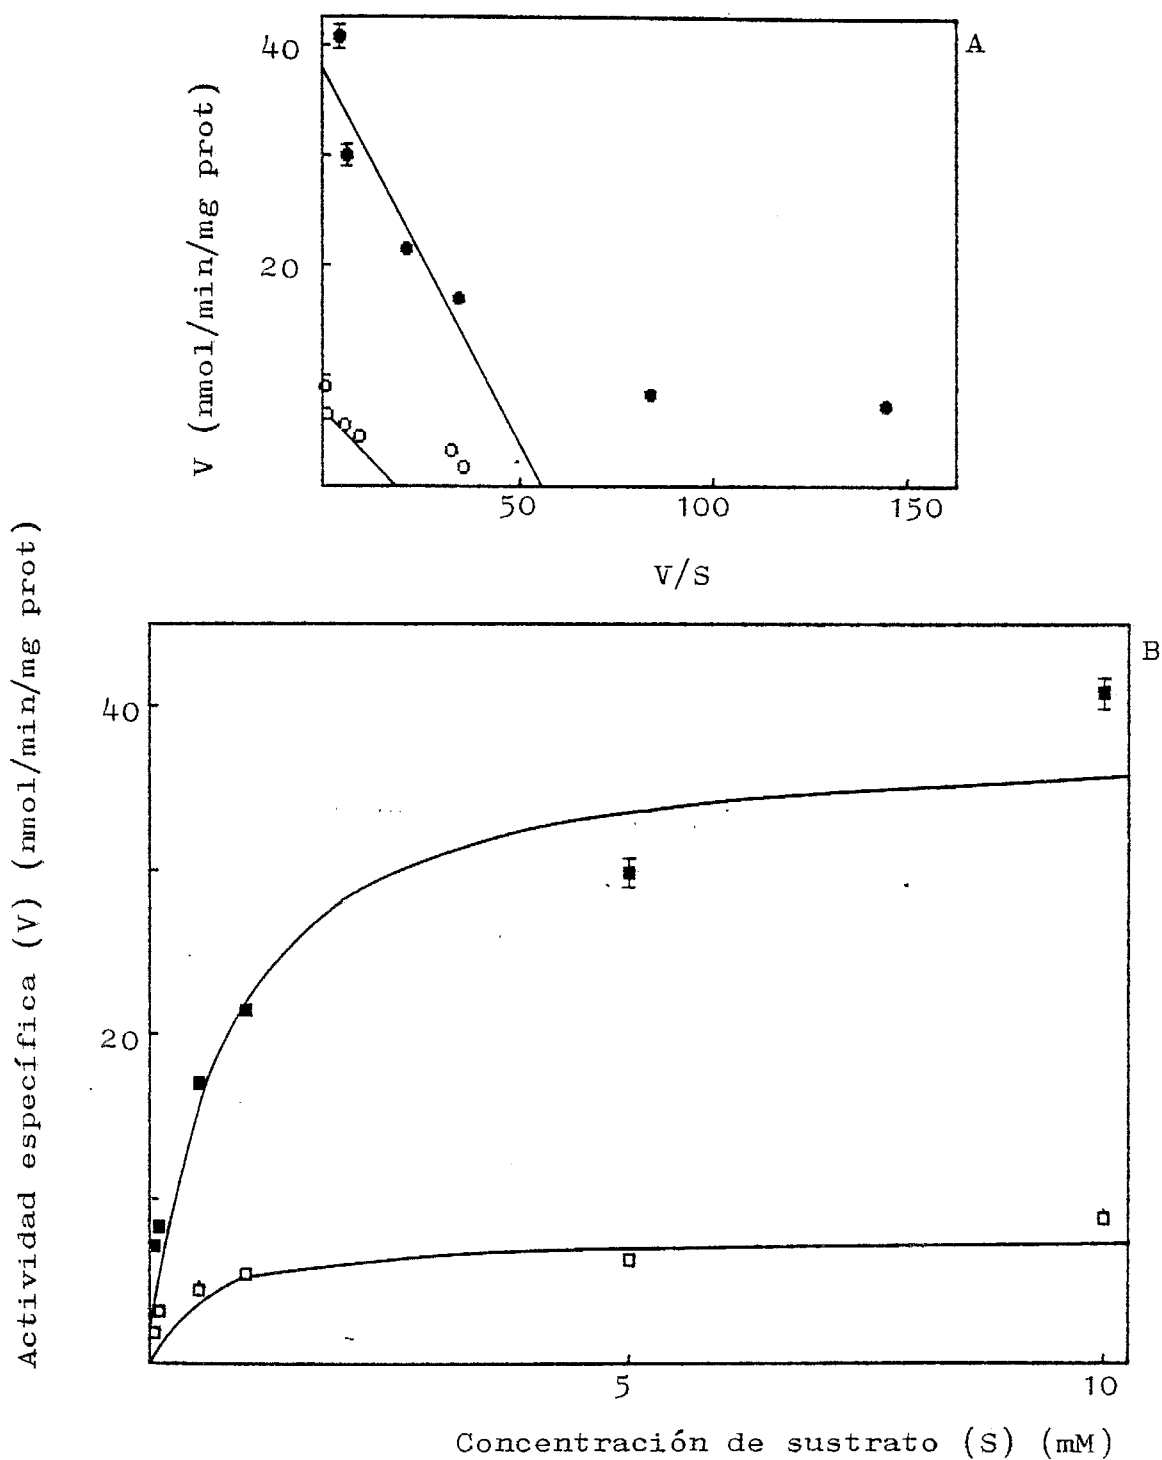 A
40
20
V (nmol/min/mg prot)
50
100
150
V/S
B
40
20
Actividad específica (V) (nmol/min/mg prot)
5
10
Concentración de sustrato (S) (mM)